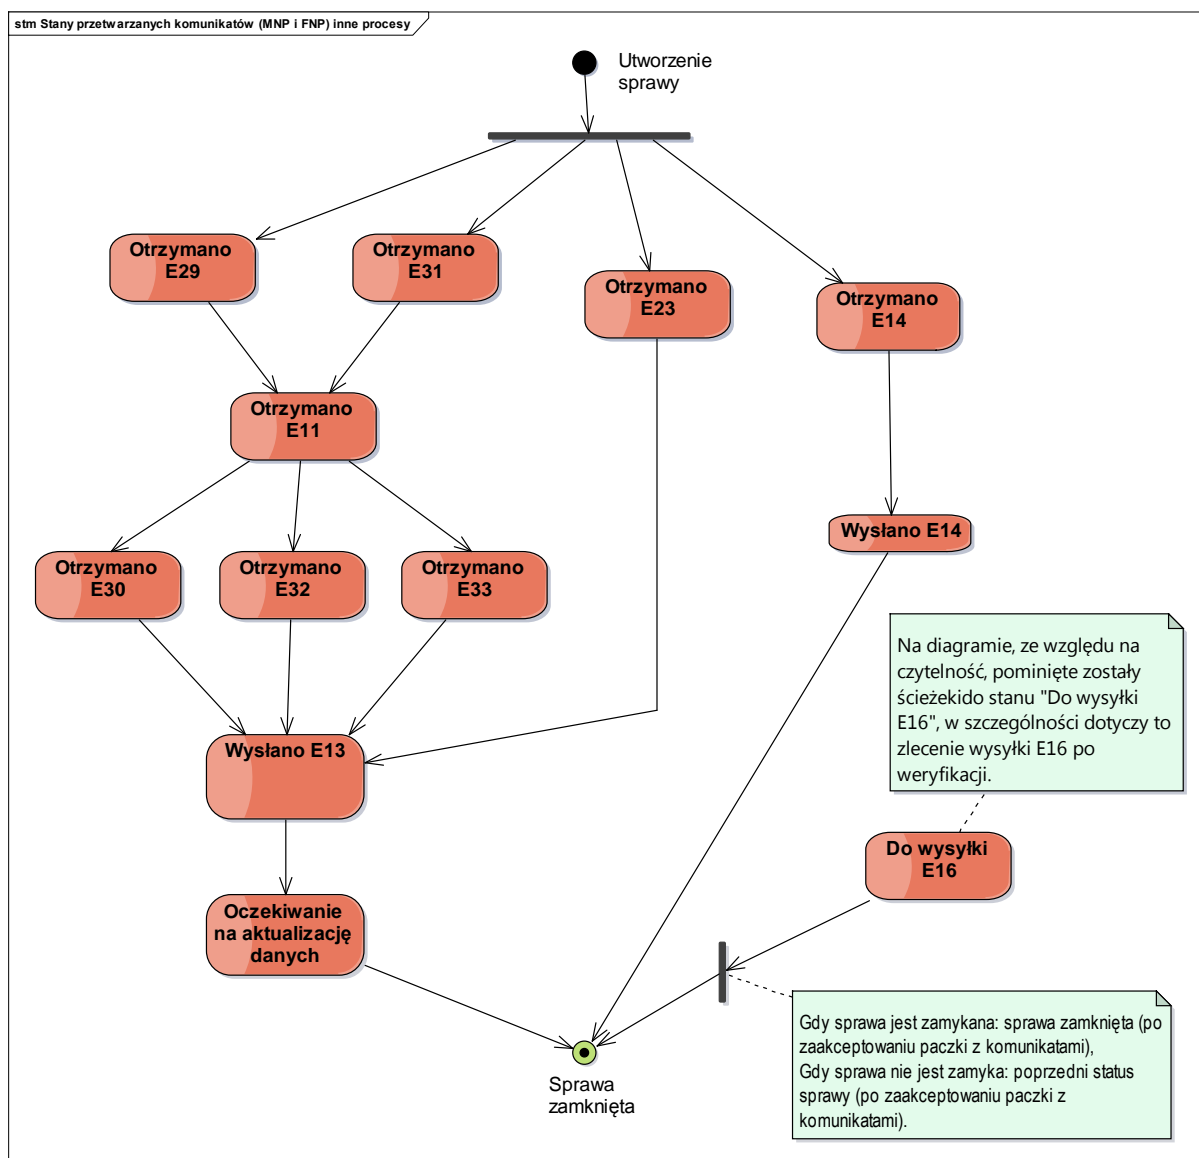 stm Stany przetwarzanych komunikatów (MNP i FNP) inne procesy
Utworzenie
sprawy
Otrzymano
E29
Otrzymano
E31
Otrzymano
E23
Otrzymano
E14
Otrzymano
E11
Wysłano E14
Otrzymano
E30
Otrzymano
E32
Otrzymano
E33
Na diagramie, ze względu na
czytelność, pominięte zostały
ścieżekido stanu "Do wysyłki
E16", w szczególności dotyczy to
zlecenie wysyłki E16 po
weryfikacji.
Wysłano E13
Do wysyłki
E16
Oczekiwanie
na aktualizację
danych
Gdy sprawa jest zamykana: sprawa zamknięta (po
zaakceptowaniu paczki z komunikatami),
Gdy sprawa nie jest zamyka: poprzedni status
sprawy (po zaakceptowaniu paczki z
komunikatami).
Sprawa
zamknięta